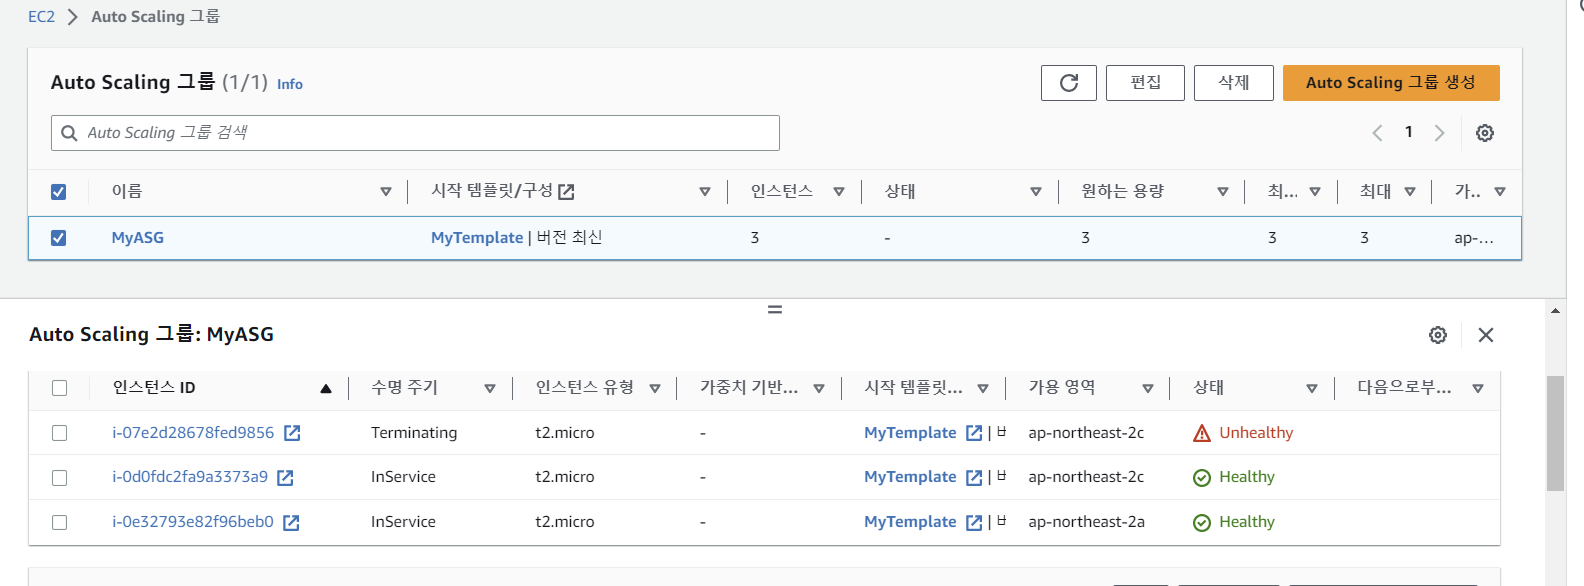 EC2 > Auto Scaling 그룹
Auto Scaling 그룹 (1/1) Info
편집 삭제 Auto Scaling 그룹 생성
Auto Scaling 그룹 검색
1
이름 시작 템플릿/구성 인스턴스 상태 원하는 용량 최... 최대 가..
MyASG MyTemplate | 버전 최신 3 - 3 3 3 ap-...
Auto Scaling 그룹: MyASG
인스턴스 ID 수명 주기 인스턴스 유형 가중치 기반... 시작 템플릿... 가용 영역 상태 다음으로부...
i-07e2d28678fed9856 Terminating t2.micro - MyTemplate | ap-northeast-2c Unhealthy
i-0d0fdc2fa9a3373a9 InService t2.micro - MyTemplate | ap-northeast-2c Healthy
i-0e32793e82f96beb0 InService t2.micro - MyTemplate | ap-northeast-2a Healthy